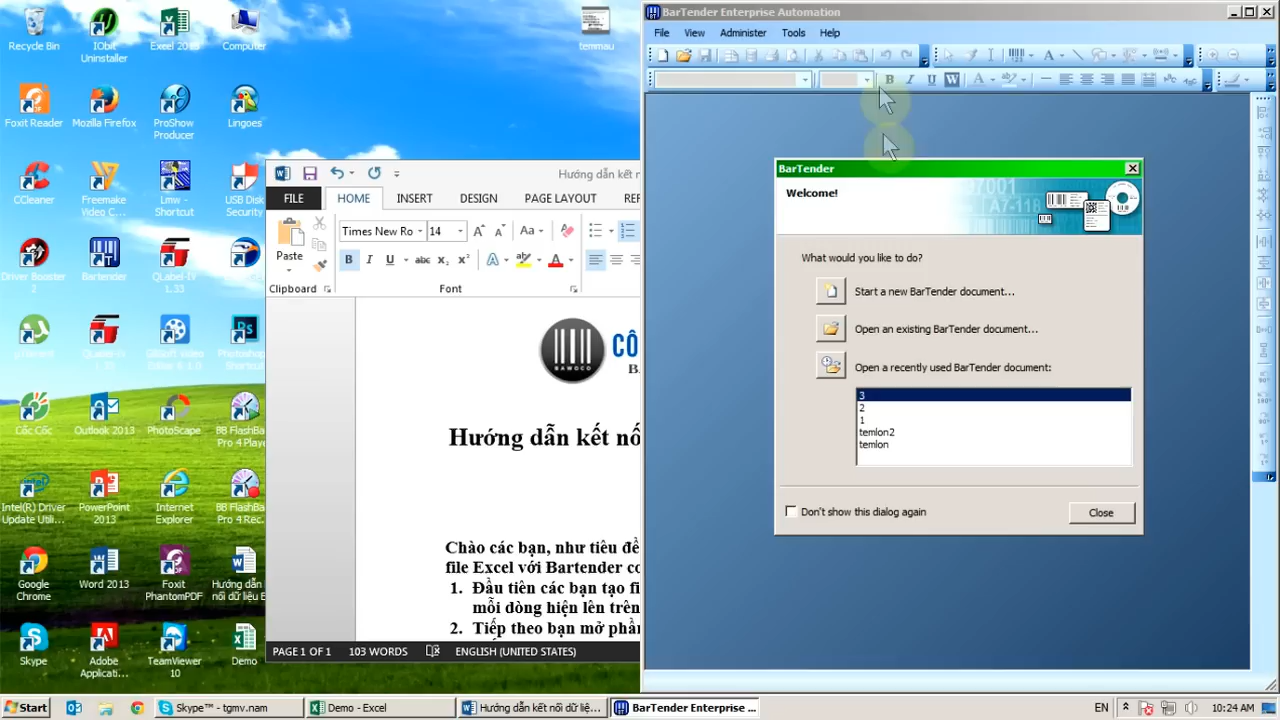 Recycle Bin
IObit Uninstaller
Excel 2013
Computer
temmau
Foxit Reader
Mozilla Firefox
ProShow Producer
Lingoes
CCleaner
Freemake Video C...
Lmw - Shortcut
USB Disk Security
Driver Booster 2
Bartender
QLabel-Iv 1.33
Photoshop Shortcut
Cốc Cốc
Outlook 2013
PhotoScape
BB FlashBa... Pro 4 Player
Intel(R) Driver Update Utili...
PowerPoint 2013
Internet Explorer
BB FlashBa... Pro 4 Rec...
Google Chrome
Word 2013
Foxit PhantomPDF
Hướng dẫn kết nối dữ liệu E...
Skype
Adobe Applicati...
TeamViewer 10
Demo
Hướng dẫn kết n
FILE
HOME
INSERT
DESIGN
PAGE LAYOUT
REF
Paste
Times New Ro
14
Aa
B I U abc x₂ x²
Clipboard
Font
BAWOCO
CÔ
Hướng dẫn kết nố
Chào các bạn, như tiêu đề
file Excel với Bartender co
1. Đầu tiên các bạn tạo fi
mỗi dòng hiện lên trên
2. Tiếp theo bạn mở phần
PAGE 1 OF 1
103 WORDS
ENGLISH (UNITED STATES)
BarTender Enterprise Automation
File View Administer Tools Help
B I U W
BarTender
Welcome!
What would you like to do?
Start a new BarTender document...
Open an existing BarTender document...
Open a recently used BarTender document:
3
2
1
temlon2
temlon
Don't show this dialog again
Close
Start
Skype™ - tgmv.nam
Demo - Excel
Hướng dẫn kết nối dữ liệ...
BarTender Enterprise ...
EN
10:24 AM